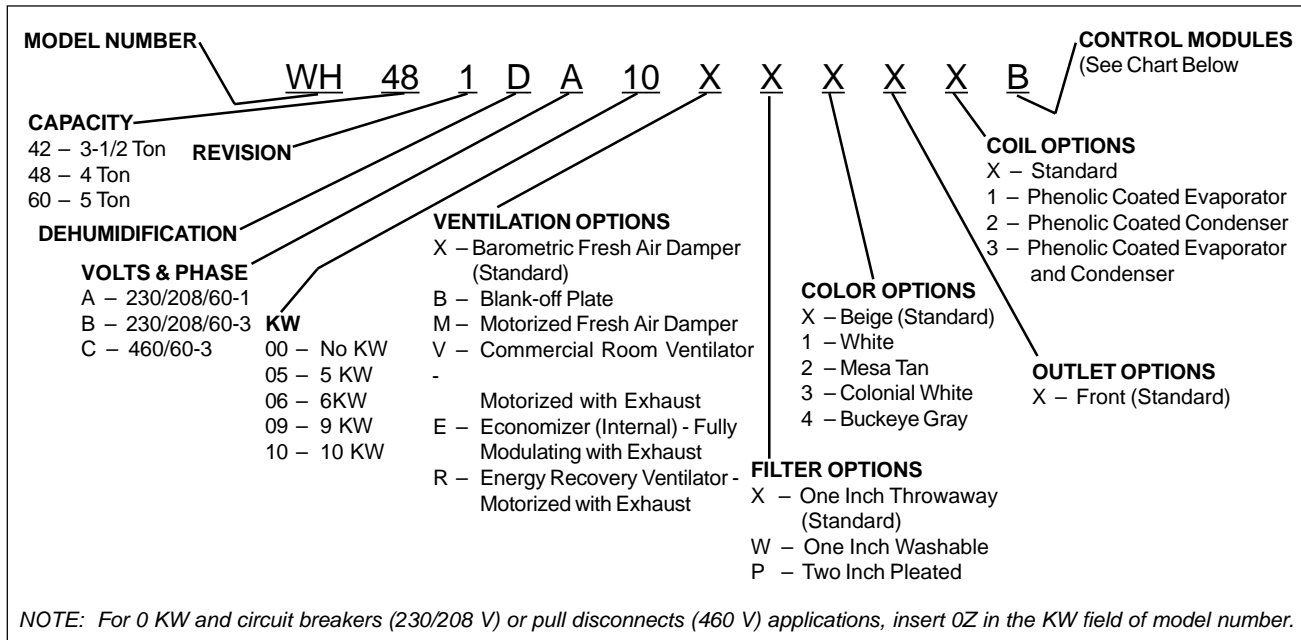 MODEL NUMBER
WH 48 1 D A 10 X X X X X B
CONTROL MODULES
(See Chart Below
CAPACITY
42 – 3-1/2 Ton
48 – 4 Ton
60 – 5 Ton
REVISION
DEHUMIDIFICATION
VOLTS & PHASE
A – 230/208/60-1
B – 230/208/60-3
C – 460/60-3
KW
00 – No KW
05 – 5 KW
06 – 6KW
09 – 9 KW
10 – 10 KW
VENTILATION OPTIONS
X – Barometric Fresh Air Damper
(Standard)
B – Blank-off Plate
M – Motorized Fresh Air Damper
V – Commercial Room Ventilator
-
Motorized with Exhaust
E – Economizer (Internal) - Fully
Modulating with Exhaust
R – Energy Recovery Ventilator -
Motorized with Exhaust
FILTER OPTIONS
X – One Inch Throwaway
(Standard)
W – One Inch Washable
P – Two Inch Pleated
COLOR OPTIONS
X – Beige (Standard)
1 – White
2 – Mesa Tan
3 – Colonial White
4 – Buckeye Gray
OUTLET OPTIONS
X – Front (Standard)
COIL OPTIONS
X – Standard
1 – Phenolic Coated Evaporator
2 – Phenolic Coated Condenser
3 – Phenolic Coated Evaporator
and Condenser
NOTE: For 0 KW and circuit breakers (230/208 V) or pull disconnects (460 V) applications, insert 0Z in the KW field of model number.